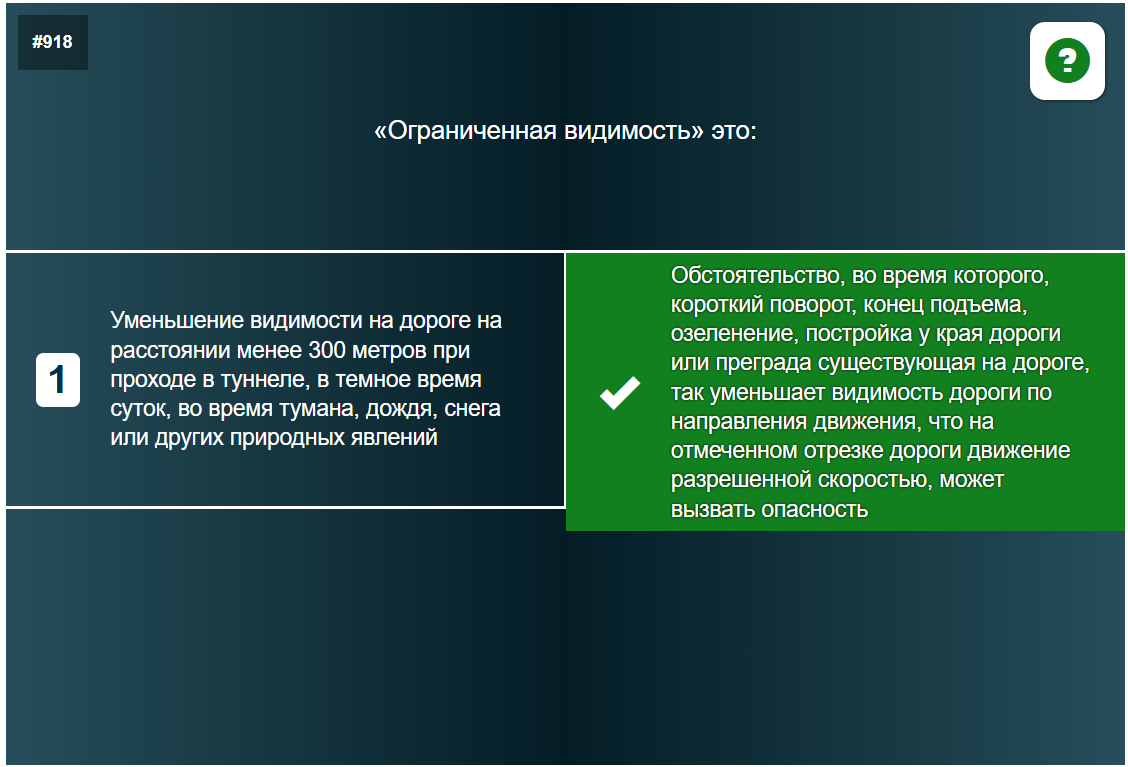 #918
?
«Ограниченная видимость» это:
1
Уменьшение видимости на дороге на
расстоянии менее 300 метров при
проходе в туннеле, в темное время
суток, во время тумана, дождя, снега
или других природных явлений
Обстоятельство, во время которого,
короткий поворот, конец подъема,
озеленение, постройка у края дороги
или преграда существующая на дороге,
так уменьшает видимость дороги по
направления движения, что на
отмеченном отрезке дороги движение
разрешенной скоростью, может
вызвать опасность